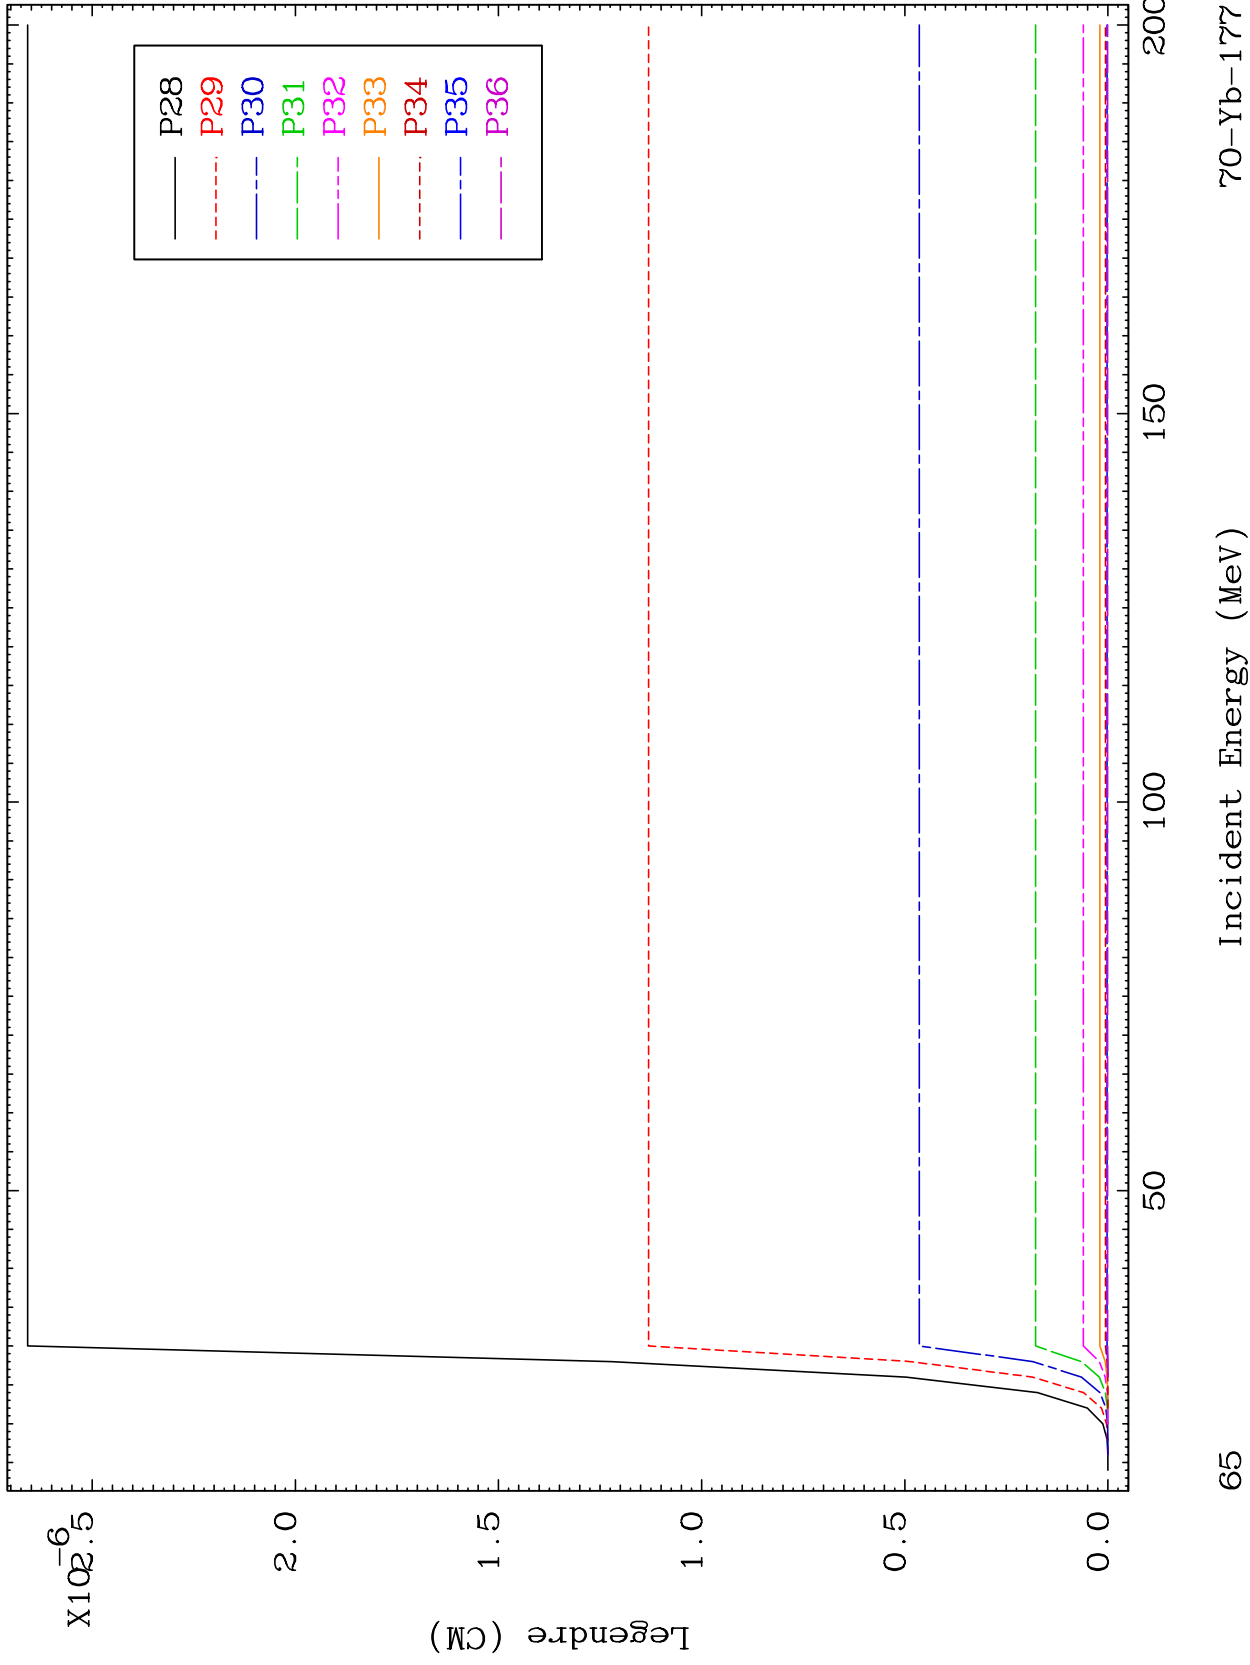 X10-6
2.5
2.0
1.5
1.0
0.5
0.0
Legendre (CM)
P28
P29
P30
P31
P32
P33
P34
P35
P36
50
100
150
200
65
Incident Energy (MeV)
70-Yb-177